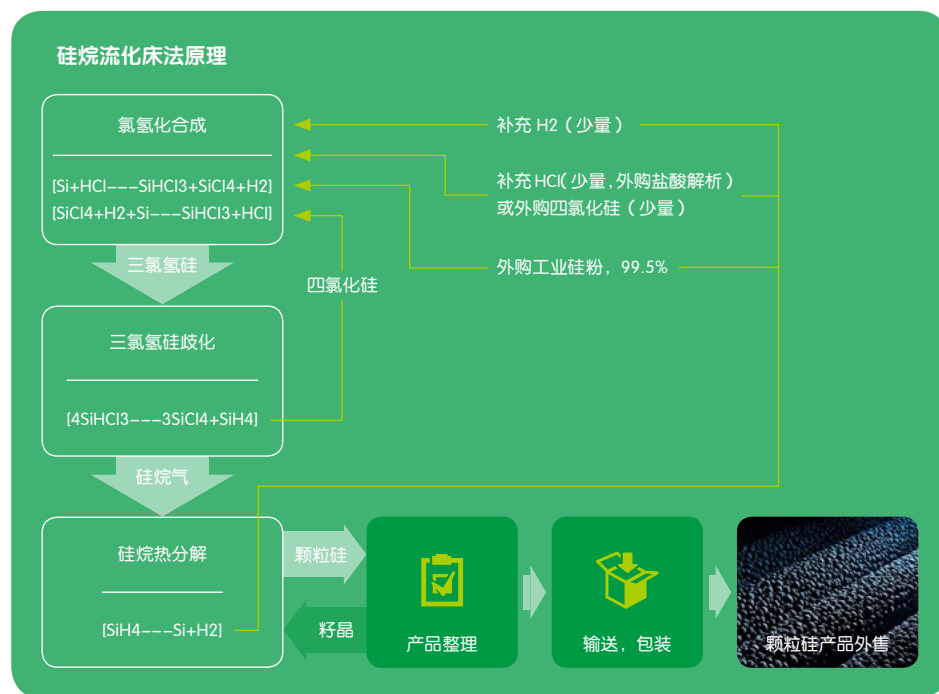 硅烷流化床法原理
氯氢化合成
[Si+HCl---SiHCl3+SiCl4+H2]
[SiCl4+H2+Si---SiHCl3+HCl]
补充 H2（少量）
补充 HCl(少量,外购盐酸解析）
或外购四氯化硅（少量）
外购工业硅粉，99.5%
三氯氢硅
四氯化硅
三氯氢硅歧化
[4SiHCl3---3SiCl4+SiH4]
硅烷气
硅烷热分解
[SiH4---Si+H2]
颗粒硅
籽晶
产品整理
输送，包装
颗粒硅产品外售